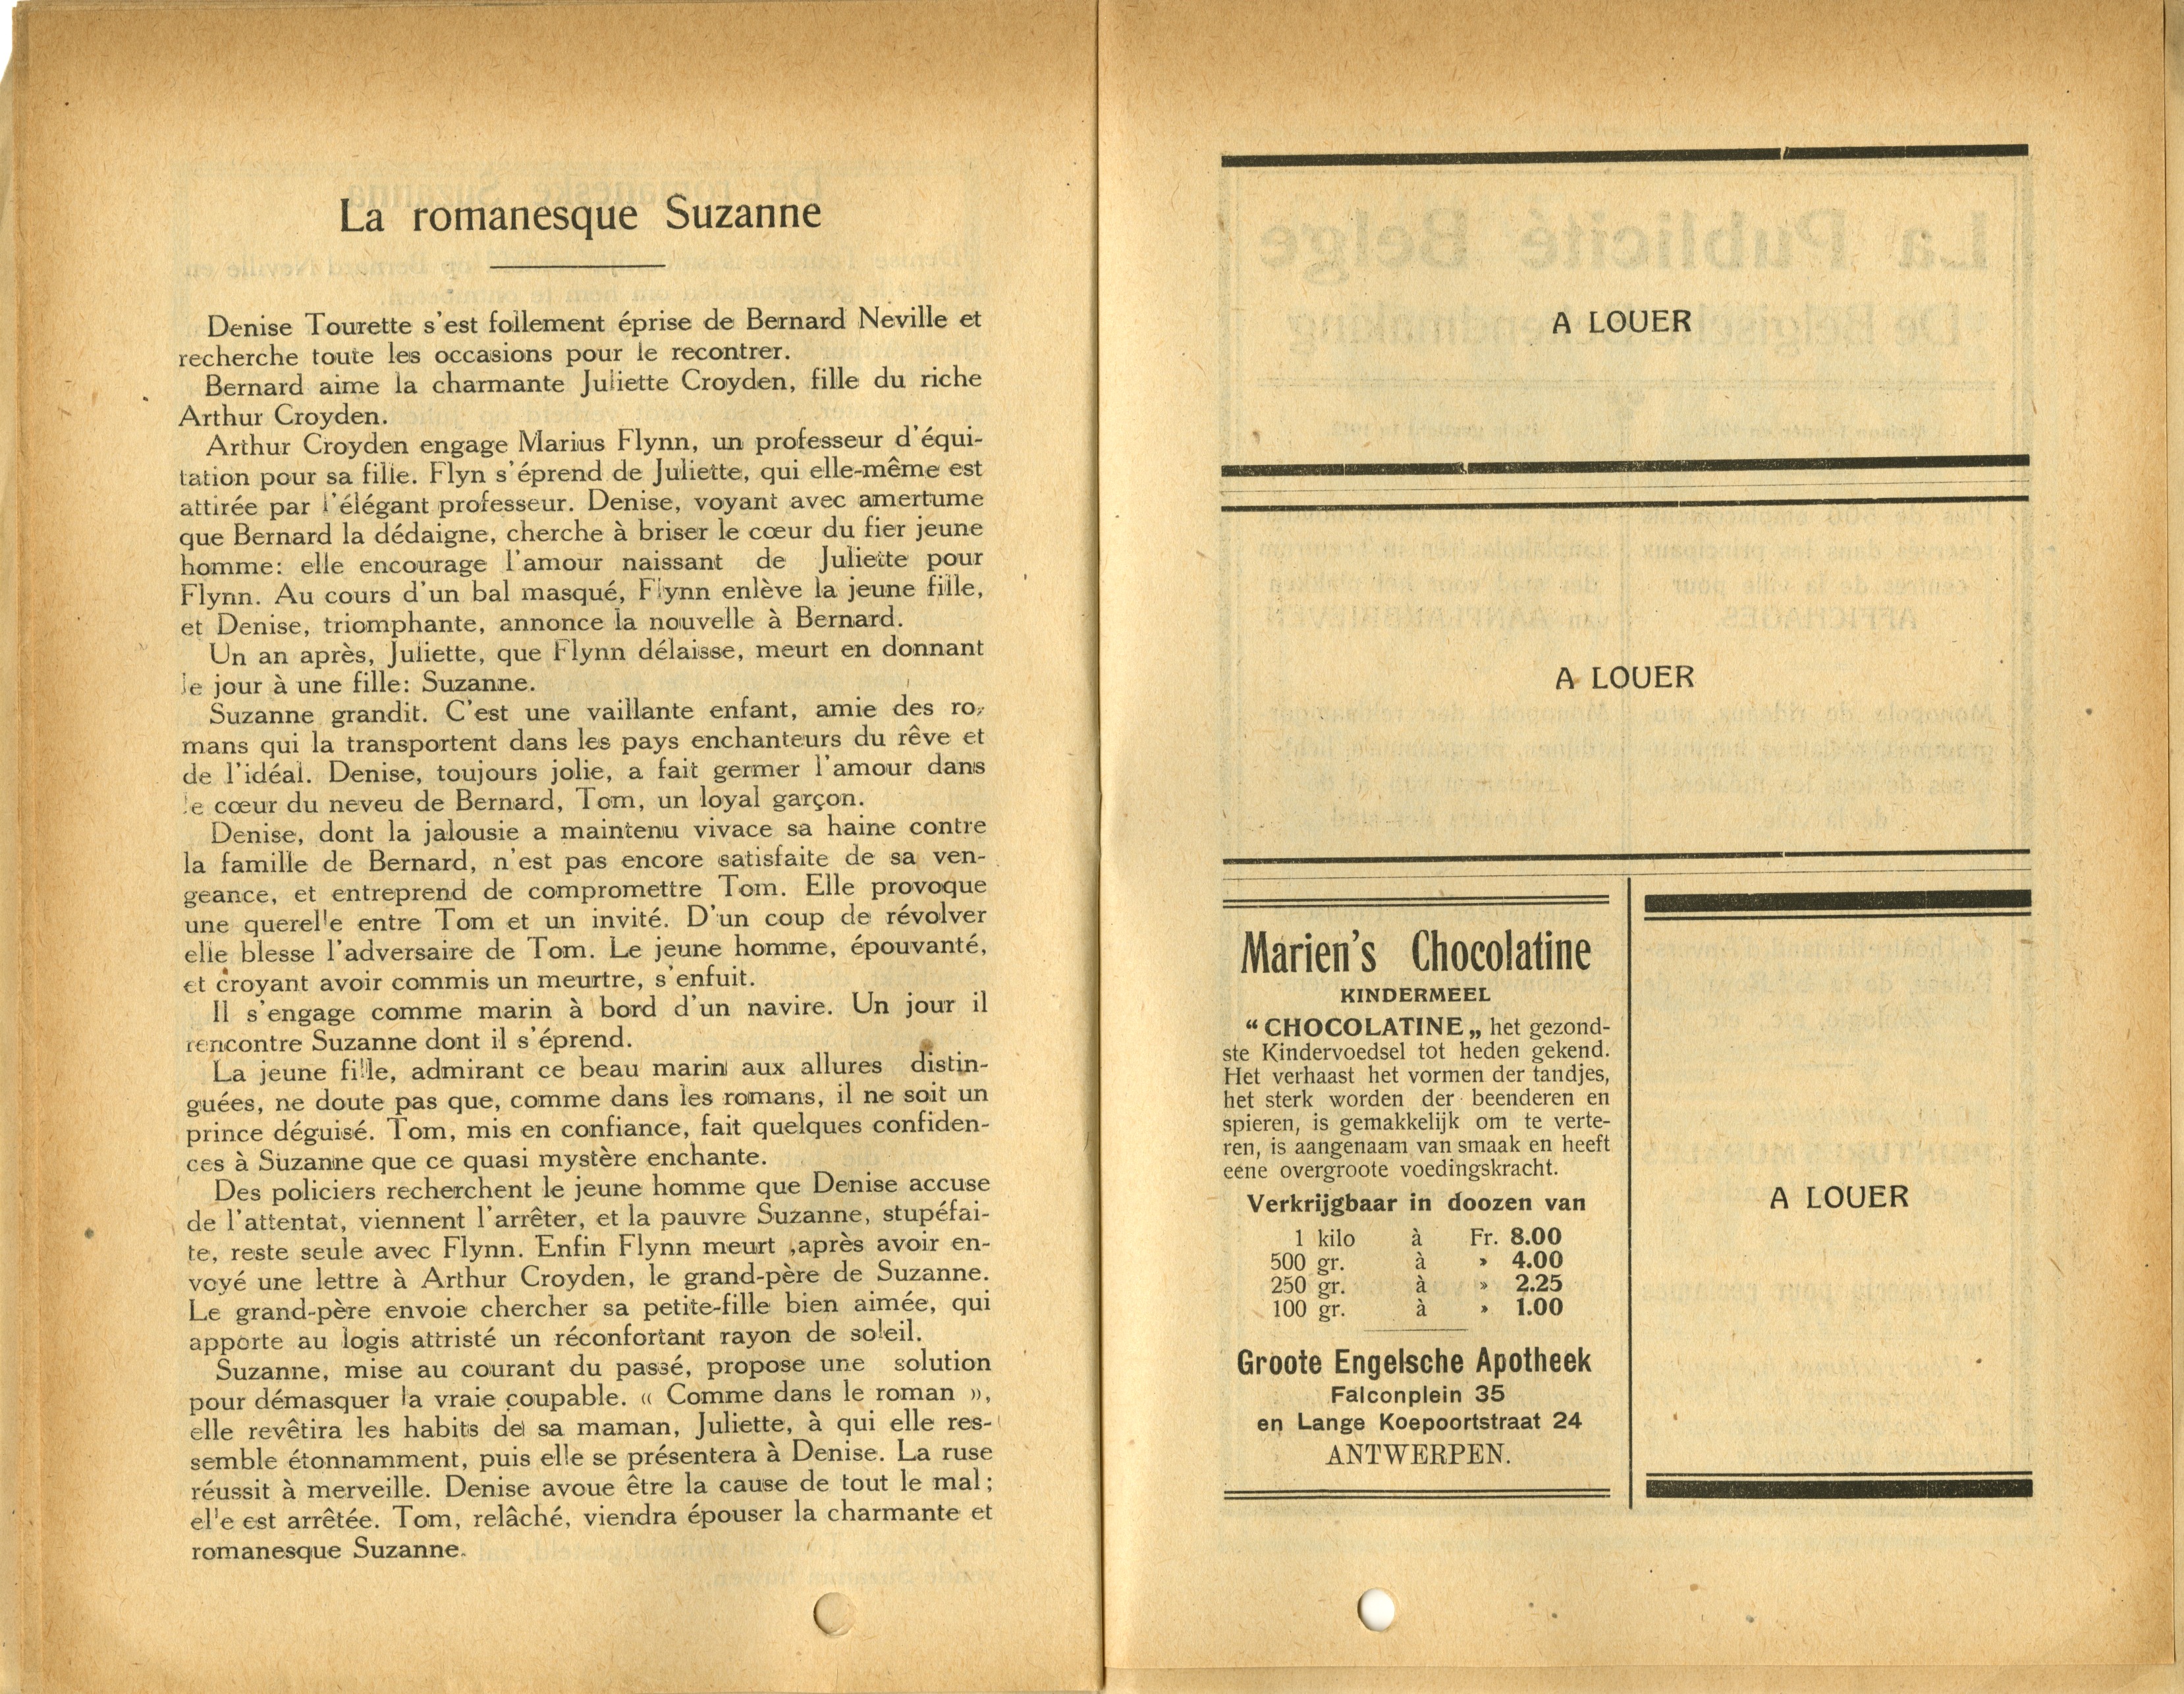 La romanesque Suzanne
Denise Tourette s'est follement éprise de Bernard Neville et
recherche toute les occasions pour le recontrer.
Bernard aime la charmante Juliette Croyden, fille du riche
Arthur Croyden.
Arthur Croyden engage Marius Flynn, un professeur d'équi-
tation pour sa fille. Flyn s'éprend de Juliette, qui elle-même est
attirée par l'élégant professeur. Denise, voyant avec amertume
que Bernard la dédaigne, cherche à briser le cœur du fier jeune
homme: elle encourage l'amour naissant de Juliette pour
Flynn. Au cours d'un bal masqué, Flynn enlève la jeune fille,
et Denise, triomphante, annonce la nouvelle à Bernard.
Un an après, Juliette, que Flynn délaisse, meurt en donnant
le jour à une fille: Suzanne.
Suzanne grandit. C'est une vaillante enfant, amie des ro-
mans qui la transportent dans les pays enchanteurs du rêve et
de l'idéal. Denise, toujours jolie, a fait germer l'amour dans
le cœur du neveu de Bernard, Tom, un loyal garçon.
Denise, dont la jalousie a maintenu vivace sa haine contre
la famille de Bernard, n'est pas encore satisfaite de sa ven-
geance, et entreprend de compromettre Tom. Elle provoque
une querelle entre Tom et un invité. D'un coup de révolver
elle blesse l'adversaire de Tom. Le jeune homme, épouvanté,
et croyant avoir commis un meurtre, s'enfuit.
Il s'engage comme marin à bord d'un navire. Un jour il
rencontre Suzanne dont il s'éprend.
La jeune fille, admirant ce beau marin aux allures distin-
guées, ne doute pas que, comme dans les romans, il ne soit un
prince déguisé. Tom, mis en confiance, fait quelques confiden-
ces à Suzanne que ce quasi mystère enchante.
Des policiers recherchent le jeune homme que Denise accuse
de l'attentat, viennent l'arrêter, et la pauvre Suzanne, stupéfai-
te, reste seule avec Flynn. Enfin Flynn meurt ,après avoir en-
voyé une lettre à Arthur Croyden, le grand-père de Suzanne.
Le grand-père envoie chercher sa petite-fille bien aimée, qui
apporte au logis attristé un réconfortant rayon de soleil.
Suzanne, mise au courant du passé, propose une solution
pour démasquer la vraie coupable. « Comme dans le roman »,
elle revêtira les habits de sa maman, Juliette, à qui elle res-
semble étonnamment, puis elle se présentera à Denise. La ruse
réussit à merveille. Denise avoue être la cause de tout le mal;
elle est arrêtée. Tom, relâché, viendra épouser la charmante et
romanesque Suzanne.
A LOUER
A LOUER
Marien's Chocolatine
KINDERMEEL
“ CHOCOLATINE „ het gezond-
ste Kindervoedsel tot heden gekend.
Het verhaast het vormen der tandjes,
het sterk worden der beenderen en
spieren, is gemakkelijk om te verte-
ren, is aangenaam van smaak en heeft
eene overgroote voedingskracht.
Verkrijgbaar in doozen van
1 kilo à Fr. 8.00
500 gr. à » 4.00
250 gr. à » 2.25
100 gr. à » 1.00
Groote Engelsche Apotheek
Falconplein 35
en Lange Koepoortstraat 24
ANTWERPEN.
A LOUER